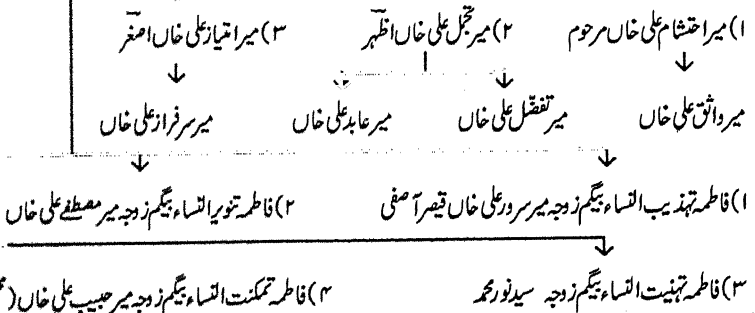 ۱) میر احتشام علی خاں مرحوم ۲) میر تجمل علی خاں اظہر ۳) میر امتیاز علی خاں اصغر
میر واثق علی خاں میر تفضّل علی خاں میر عابد علی خاں میر سرفراز علی خاں
۱) فاطمہ تہذیب النساء بیگم زوجہ میر سرور علی خاں قیصر آصفی ۲) فاطمہ تنویر النساء بیگم زوجہ میر مصطفےٰ علی خاں
۳) فاطمہ تہنیت النساء بیگم زوجہ سید نور محمد ۴) فاطمہ تمکنت النساء بیگم زوجہ میر حبیب علی خاں (